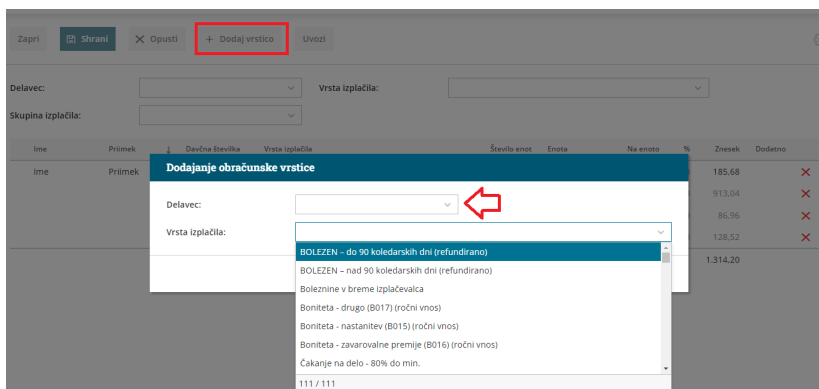 Zapri Shrani Opusti + Dodaj vrstico Uvozi
Delavec: Vrsta izplačila:
Skupina izplačila:
Ime Priimek ↓ Davčna številka Vrsta izplačila Število enot Enota Na enoto % Znesek Dodatno
Ime Priimek 185,68
913,04
86,96
128,52
1.314,20
Dodajanje obračunske vrstice
Delavec:
Vrsta izplačila:
BOLEZEN – do 90 koledarskih dni (refundirano)
BOLEZEN – nad 90 koledarskih dni (refundirano)
Boleznine v breme izplačevalca
Boniteta - drugo (B017) (ročni vnos)
Boniteta - nastanitev (B015) (ročni vnos)
Boniteta - zavarovalne premije (B016) (ročni vnos)
Čakanje na delo - 80% do min.
111 / 111